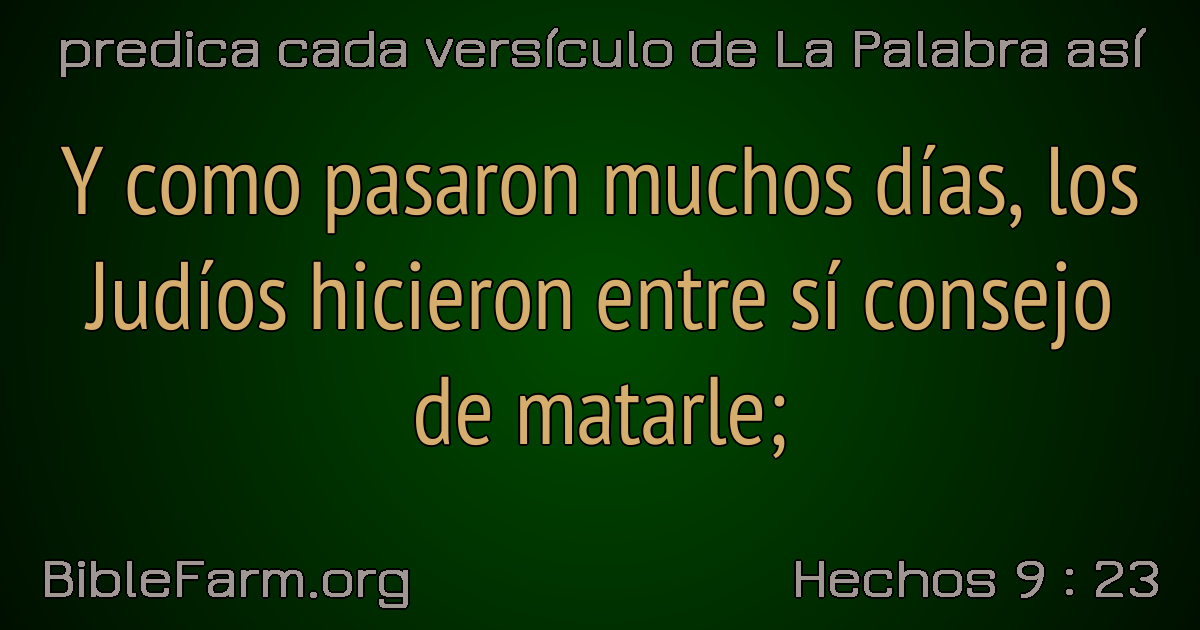 predica cada versículo de La Palabra así
Y como pasaron muchos días, los
Judíos hicieron entre sí consejo
de matarle;
BibleFarm.org
Hechos 9 : 23